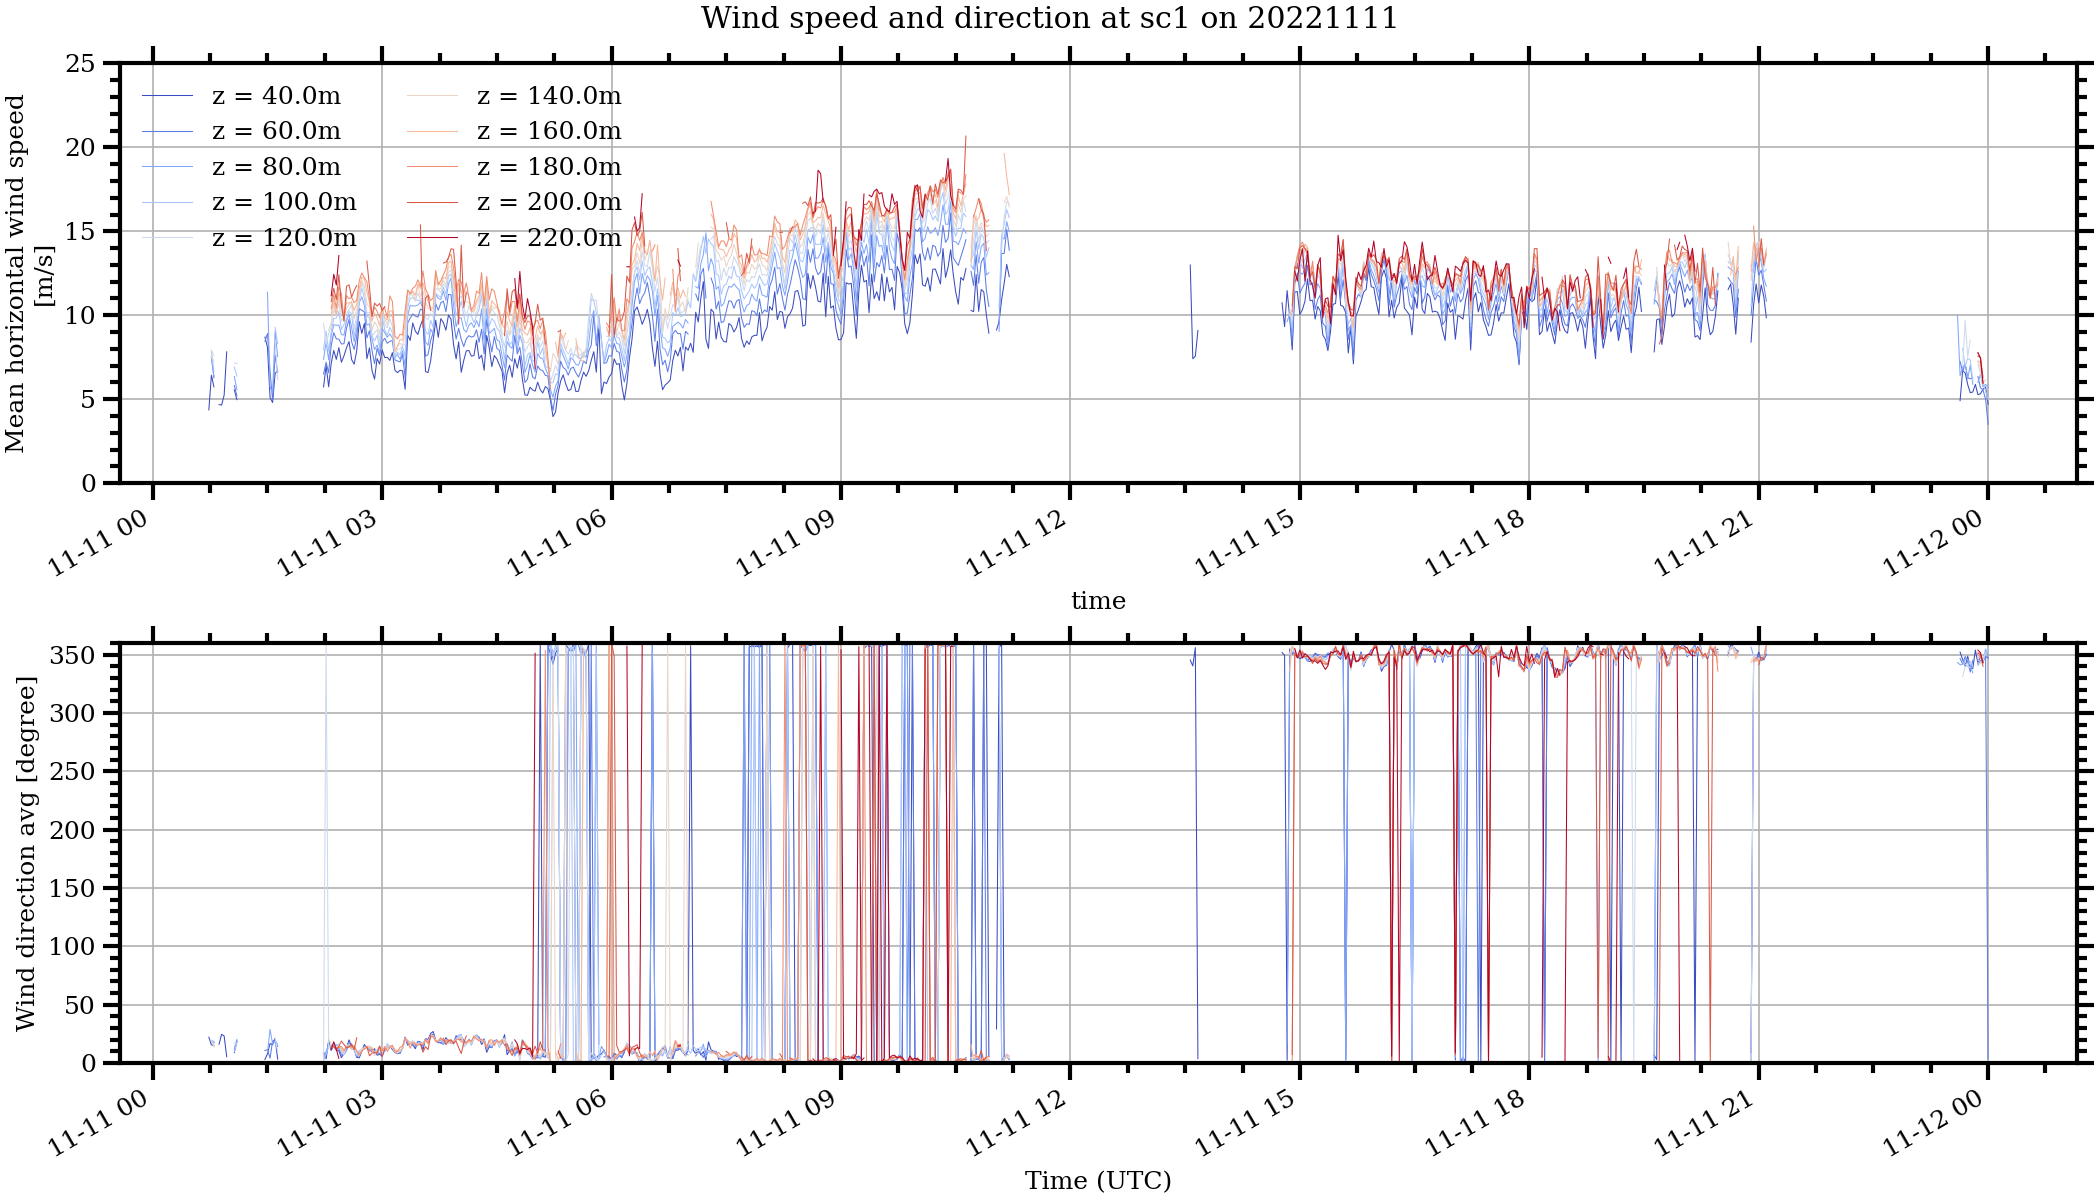 Wind speed and direction at sc1 on 20221111
Mean horizontal wind speed
[m/s]
25
20
15
10
5
0
z = 40.0m
z = 60.0m
z = 80.0m
z = 100.0m
z = 120.0m
z = 140.0m
z = 160.0m
z = 180.0m
z = 200.0m
z = 220.0m
11-11 00
11-11 03
11-11 06
11-11 09
11-11 12
11-11 15
11-11 18
11-11 21
11-12 00
time
Wind direction avg [degree]
350
300
250
200
150
100
50
0
11-11 00
11-11 03
11-11 06
11-11 09
11-11 12
11-11 15
11-11 18
11-11 21
11-12 00
Time (UTC)